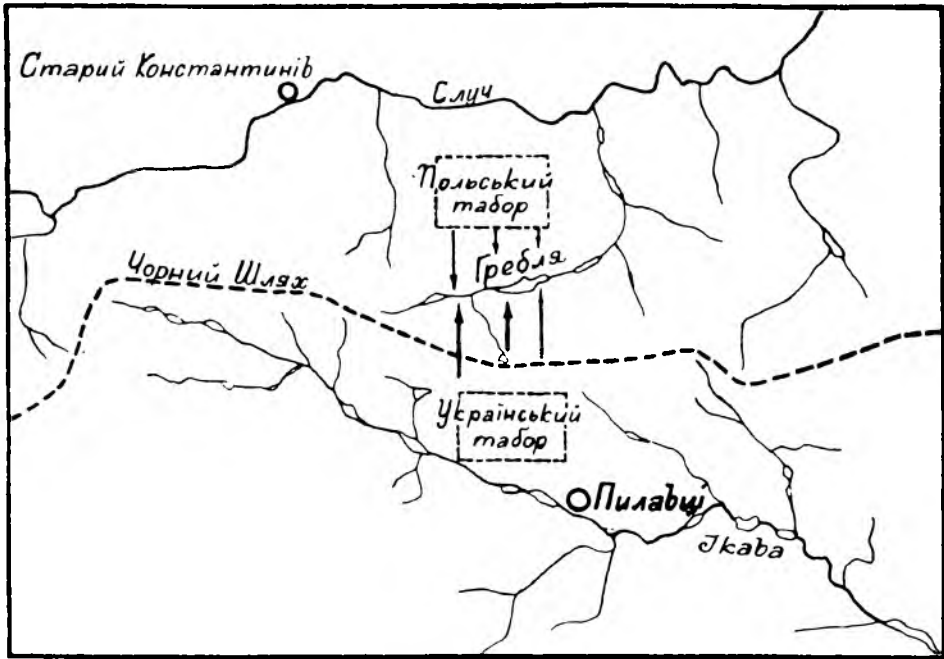 Старий Константинів
Случ
Польський
табор
Гребля
Чорний Шлях
Український
табор
Пилавці
Ікава